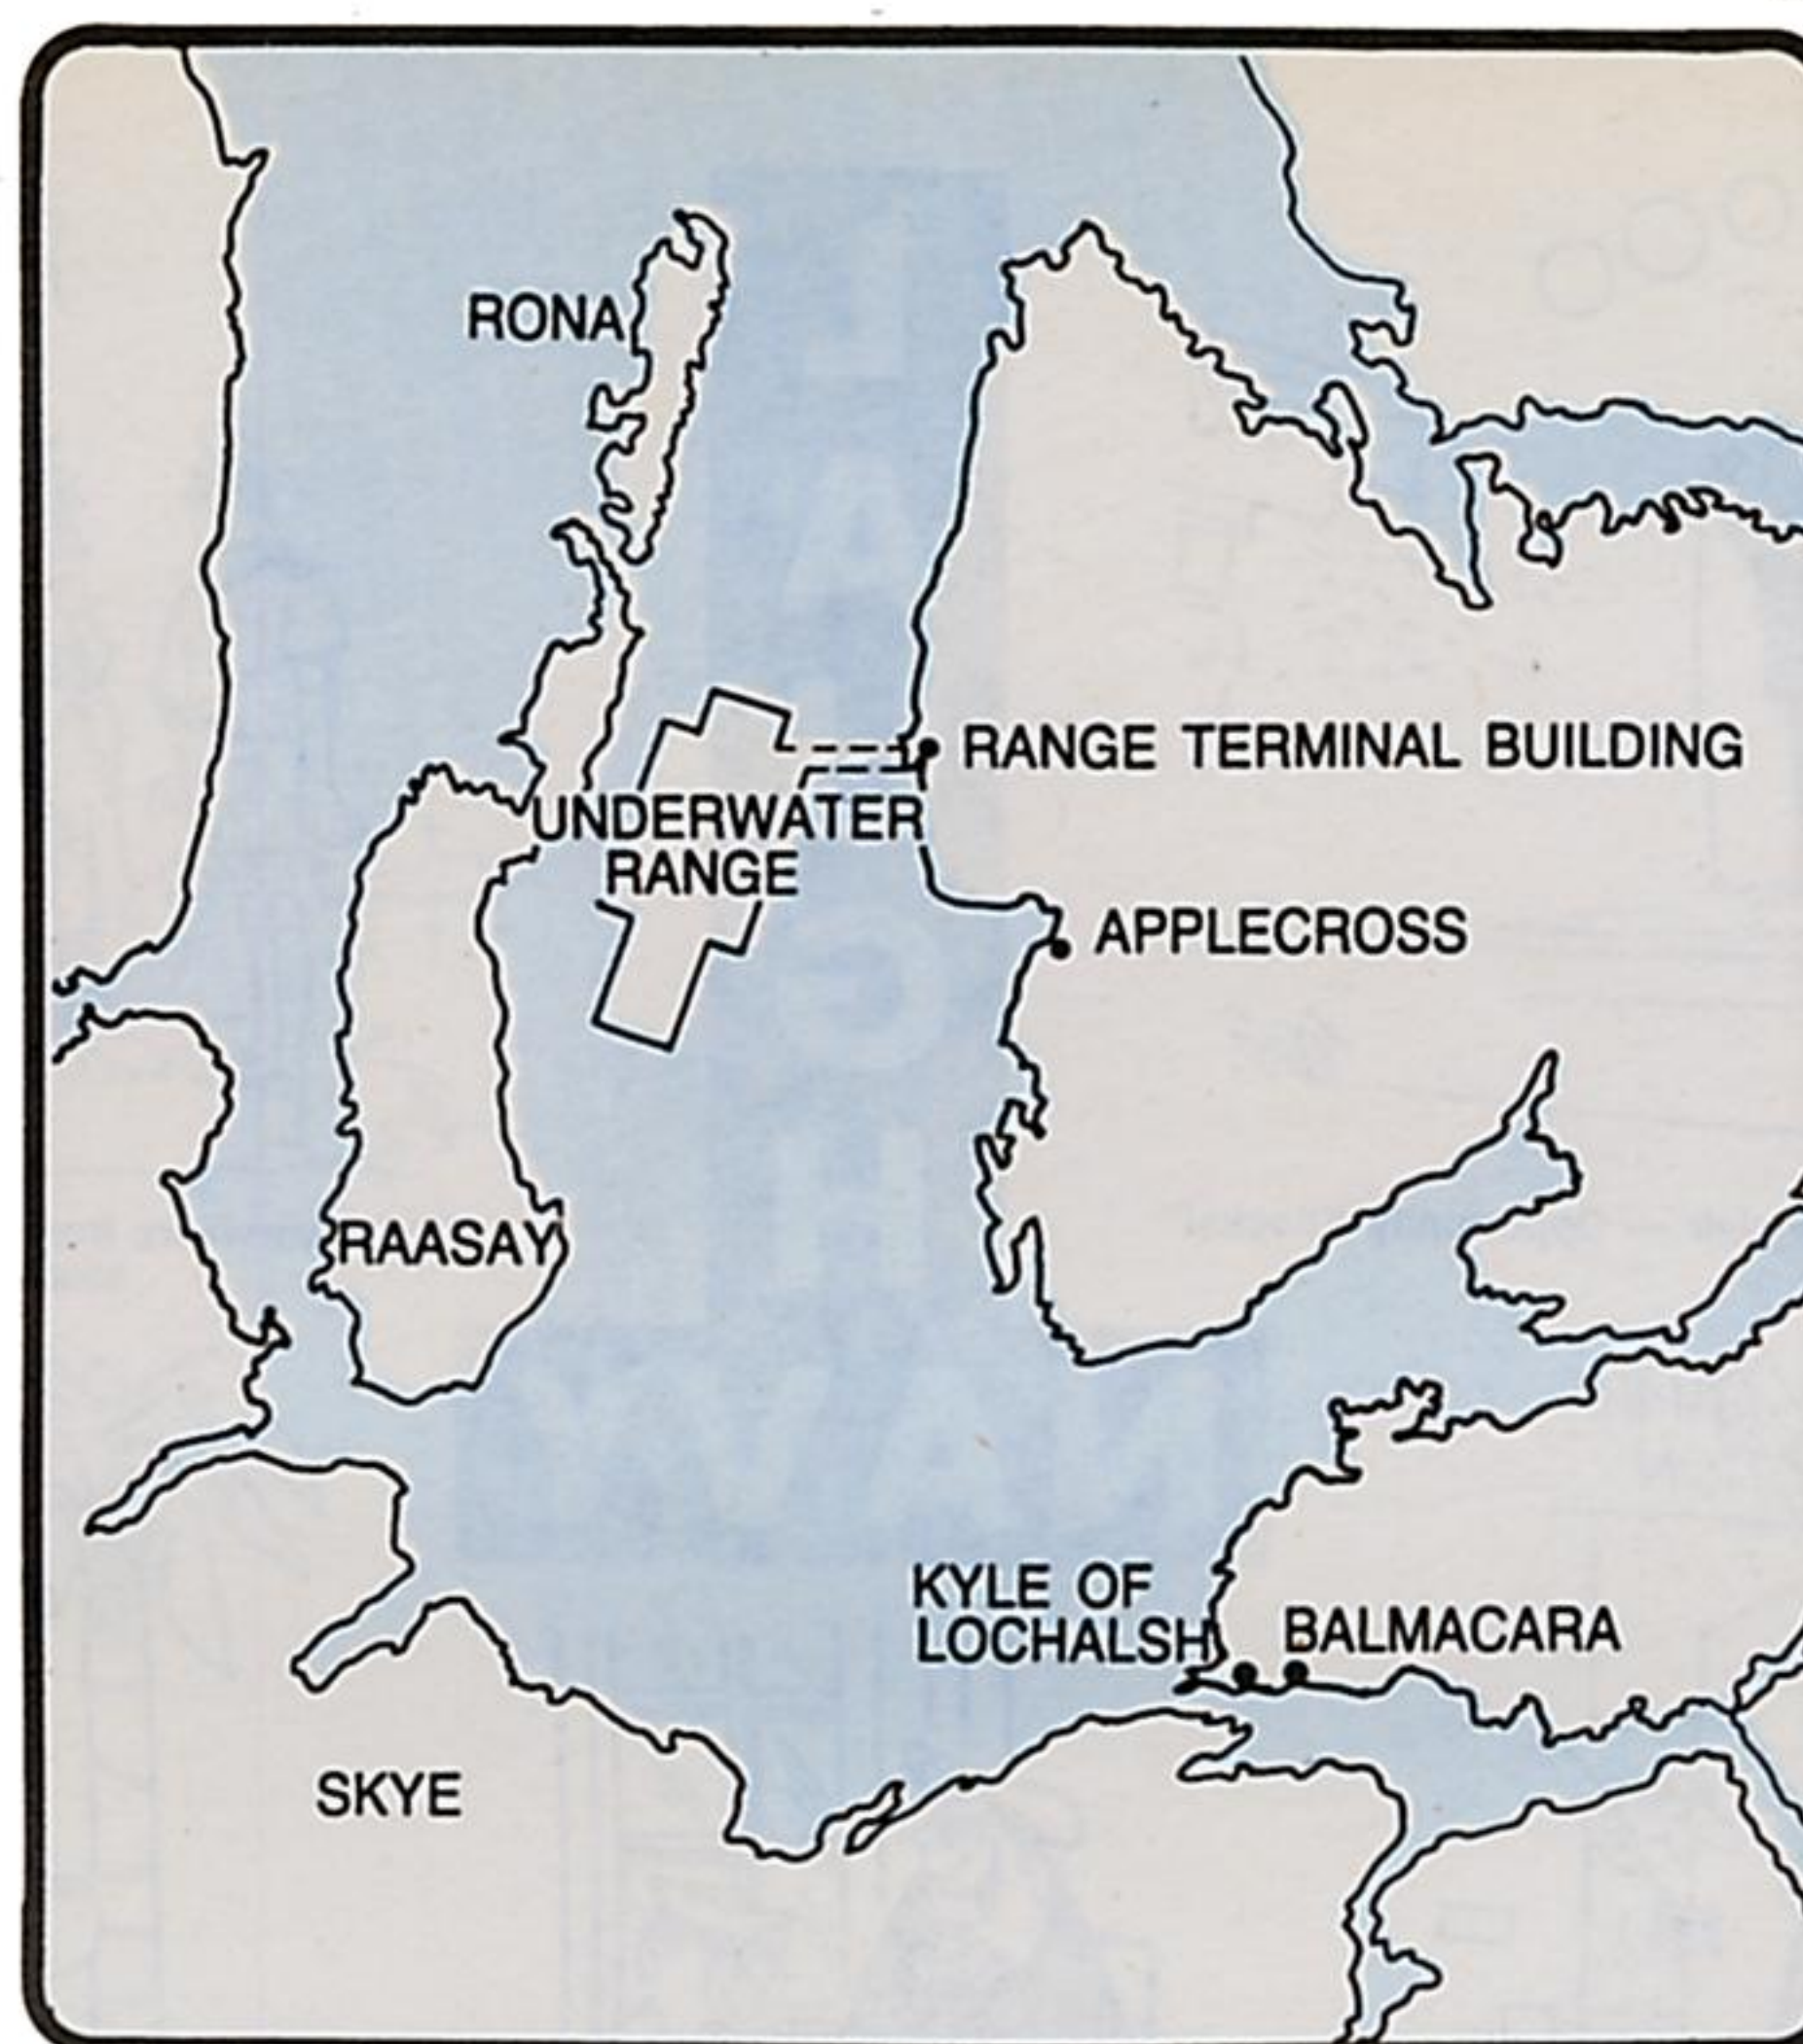 RONA
RANGE TERMINAL BUILDING
UNDERWATER
RANGE
APPLECROSS
RAASAY
KYLE OF
LOCHALSH
BALMACARA
SKYE